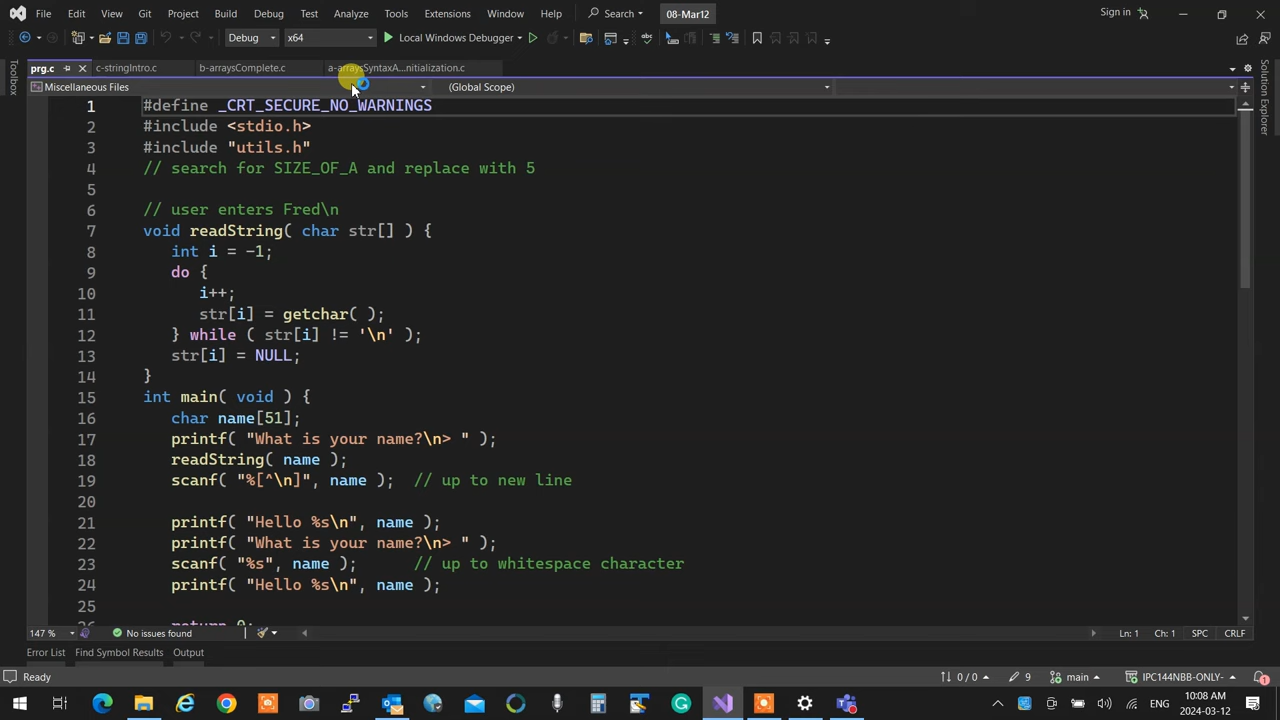 File Edit View Git Project Build Debug Test Analyze Tools Extensions Window Help Search 08-Mar12 Sign in
Debug x64 Local Windows Debugger
prg.c c-stringIntro.c b-arraysComplete.c a-arraysSyntaxA...nitialization.c
Toolbox
Solution Explorer
Miscellaneous Files (Global Scope)
1 #define _CRT_SECURE_NO_WARNINGS
2 #include <stdio.h>
3 #include "utils.h"
4 // search for SIZE_OF_A and replace with 5
5
6 // user enters Fred\n
7 void readString( char str[] ) {
8 int i = -1;
9 do {
10 i++;
11 str[i] = getchar( );
12 } while ( str[i] != '\n' );
13 str[i] = NULL;
14 }
15 int main( void ) {
16 char name[51];
17 printf( "What is your name?\n> " );
18 readString( name );
19 scanf( "%[^\n]", name ); // up to new line
20
21 printf( "Hello %s\n", name );
22 printf( "What is your name?\n> " );
23 scanf( "%s", name ); // up to whitespace character
24 printf( "Hello %s\n", name );
25
26 return 0;
147 % No issues found Ln: 1 Ch: 1 SPC CRLF
Error List Find Symbol Results Output
Ready 0 / 0 9 main IPC144NBB-ONLY- 1
ENG 10:08 AM
2024-03-12